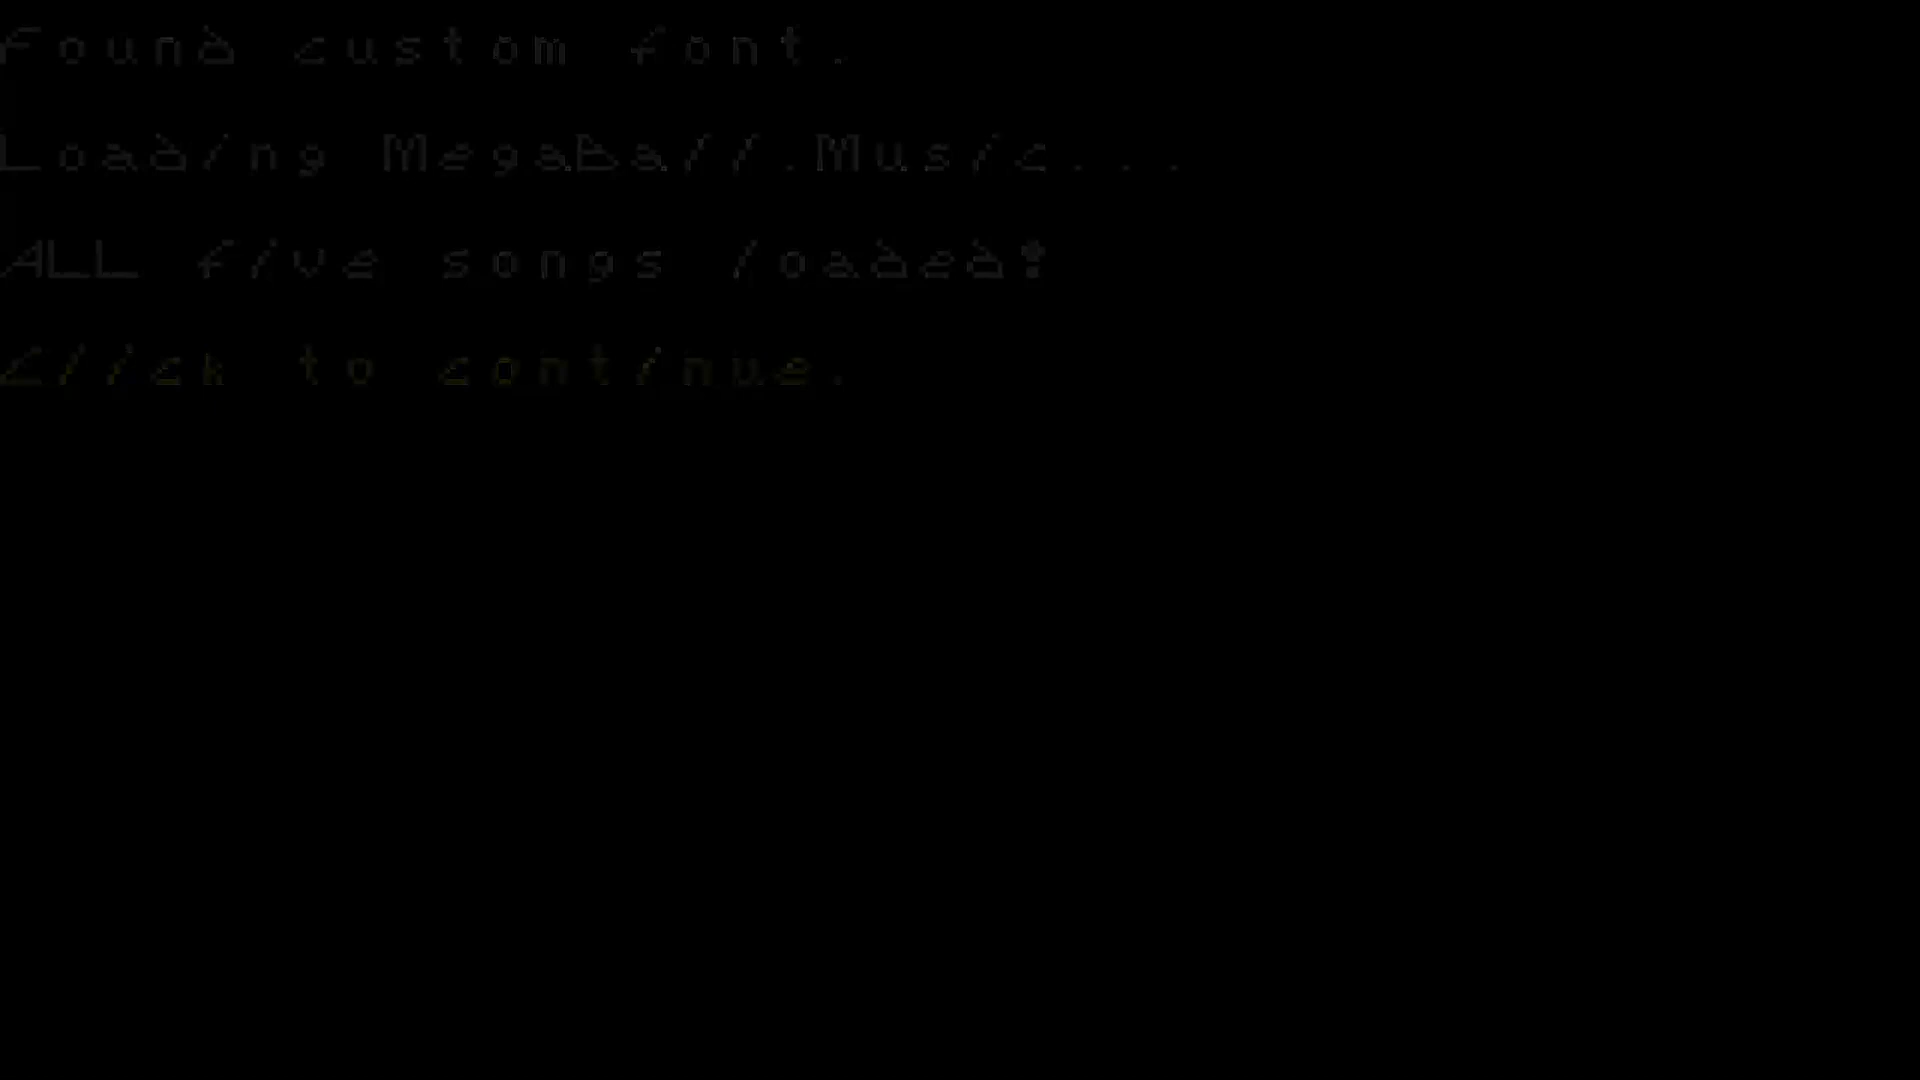 Found custom font.
Loading MegaBall.Music...
ALL five songs loaded!
Click to continue.